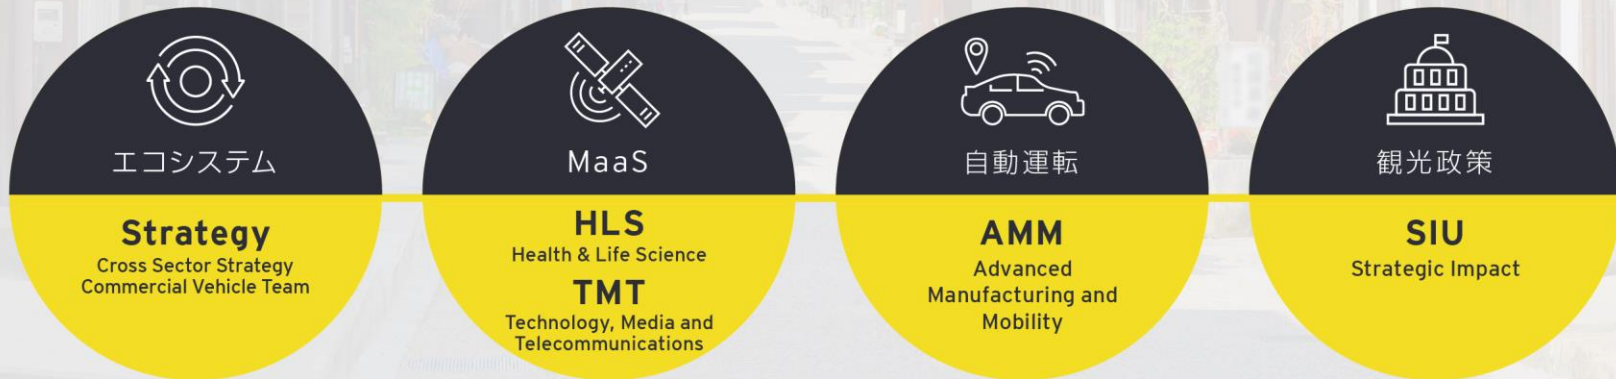 エコシステム
Strategy
Cross Sector Strategy
Commercial Vehicle Team
MaaS
HLS
Health & Life Science
TMT
Technology, Media and
Telecommunications
自動運転
AMM
Advanced
Manufacturing and
Mobility
観光政策
SIU
Strategic Impact